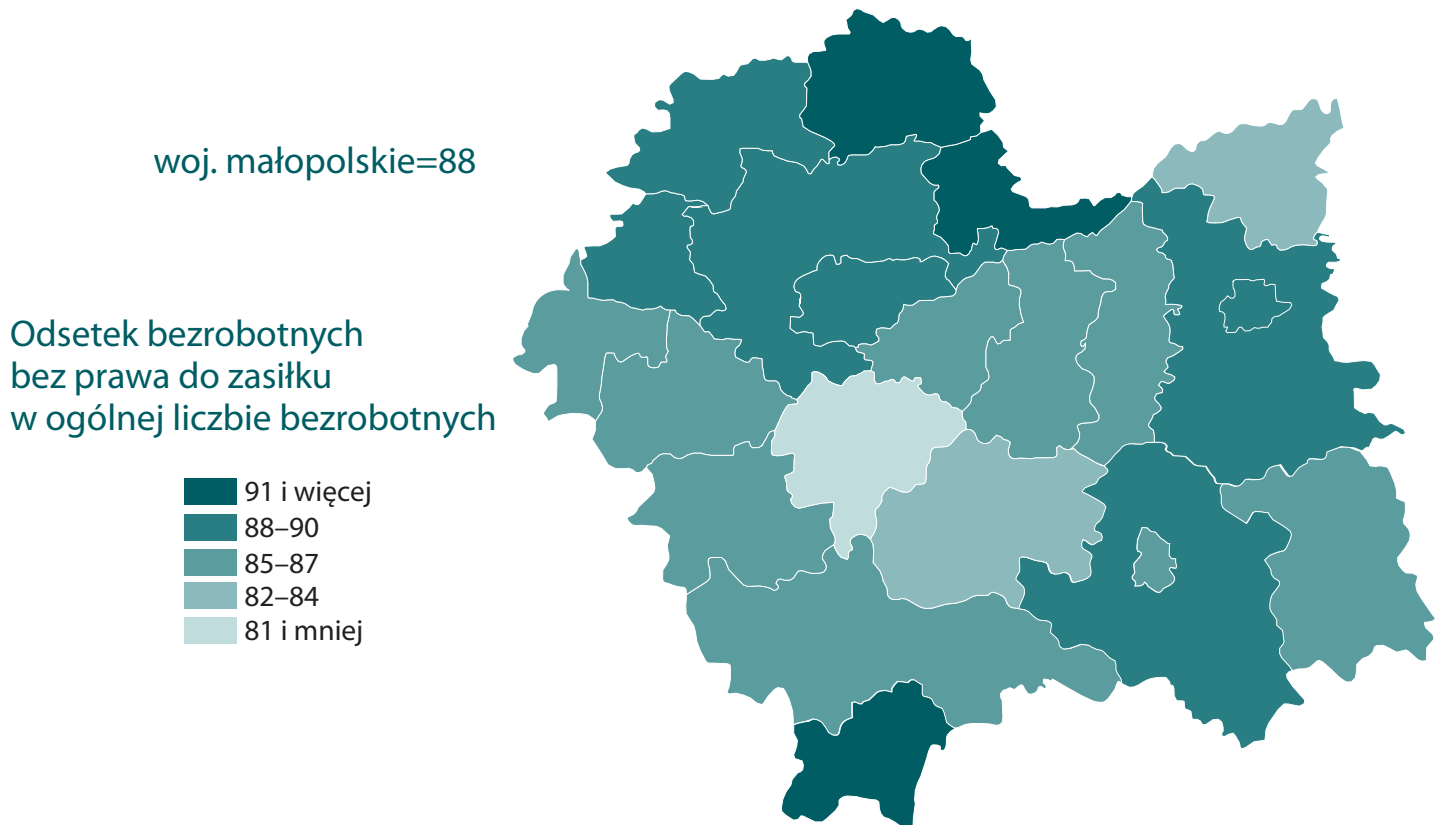 woj. małopolskie=88
Odsetek bezrobotnych
bez prawa do zasiłku
w ogólnej liczbie bezrobotnych
91 i więcej
88–90
85–87
82–84
81 i mniej